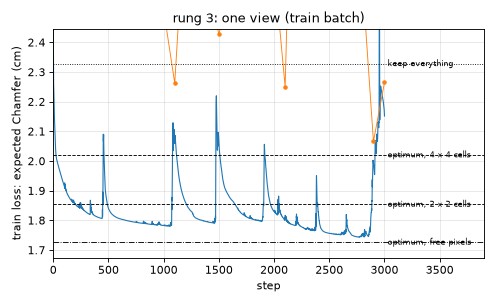 rung 3: one view (train batch)
train loss: expected Chamfer (cm)
2.4
2.3
2.2
2.1
2.0
1.9
1.8
1.7
keep everything
optimum, 4 x 4 cells
optimum, 2 x 2 cells
optimum, free pixels
0 500 1000 1500 2000 2500 3000 3500
step